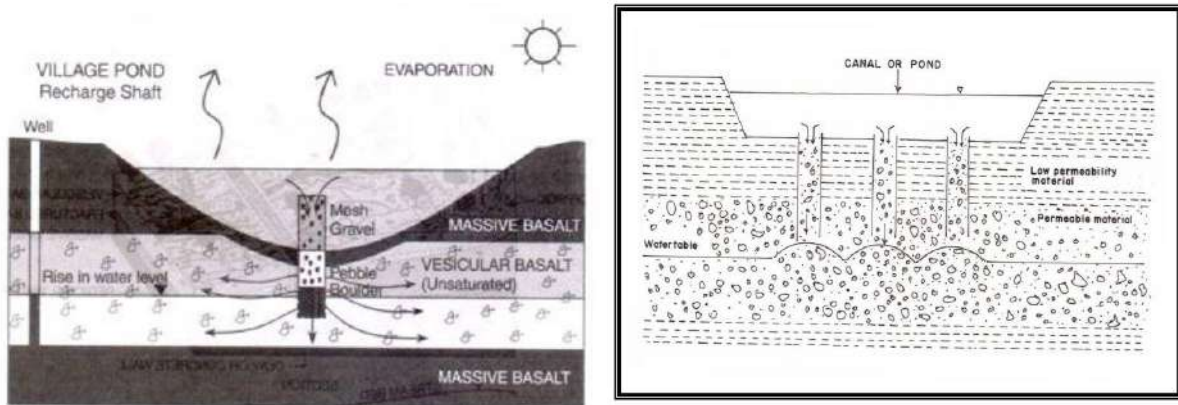 VILLAGE POND
Recharge Shaft
EVAPORATION
Well
Mesh
Gravel
MASSIVE BASALT
Rise in water level
Pebble
Boulder
VESICULAR BASALT
(Unsaturated)
MASSIVE BASALT
CANAL OR POND
Low permeability
material
Permeable material
Watertable